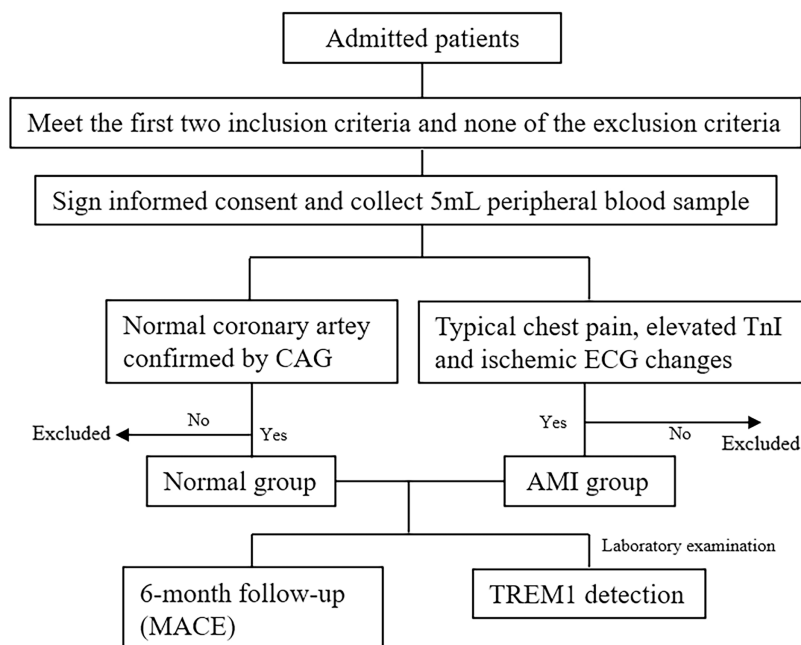 Admitted patients
Meet the first two inclusion criteria and none of the exclusion criteria
Sign informed consent and collect 5mL peripheral blood sample
Normal coronary artey
confirmed by CAG
Typical chest pain, elevated TnI
and ischemic ECG changes
No
Excluded
Yes
Yes
No
Excluded
Normal group
AMI group
Laboratory examination
6-month follow-up
(MACE)
TREM1 detection